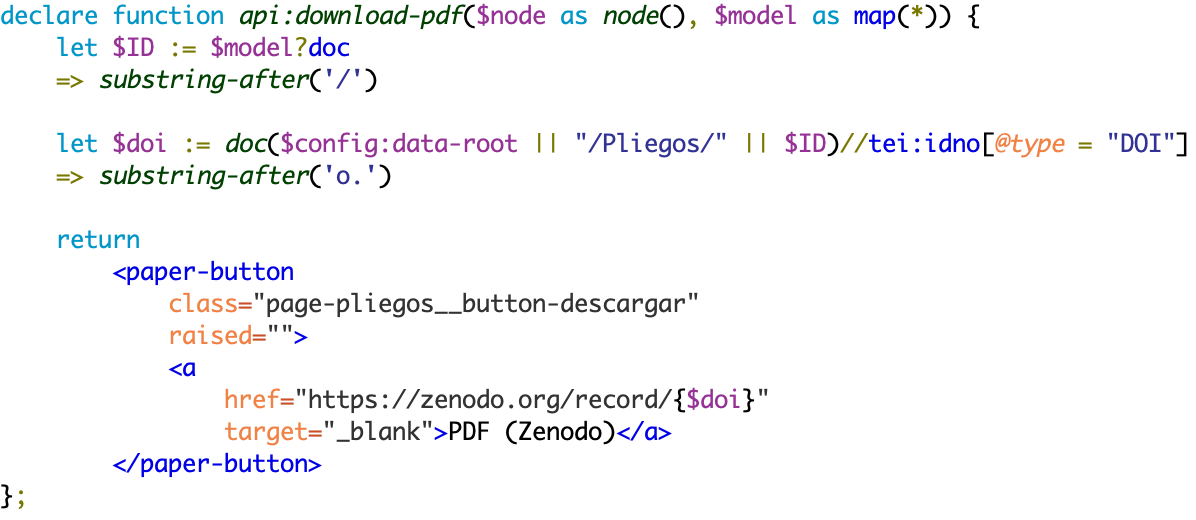 declare function api:download-pdf($node as node(), $model as map(*)) {
    let $ID := $model?doc
    => substring-after('/')

    let $doi := doc($config:data-root || "/Pliegos/" || $ID)//tei:idno[@type = "DOI"]
    => substring-after('o.')

    return
        <paper-button
            class="page-pliegos__button-descargar"
            raised="">
            <a
                href="https://zenodo.org/record/{$doi}"
                target="_blank">PDF (Zenodo)</a>
        </paper-button>
};